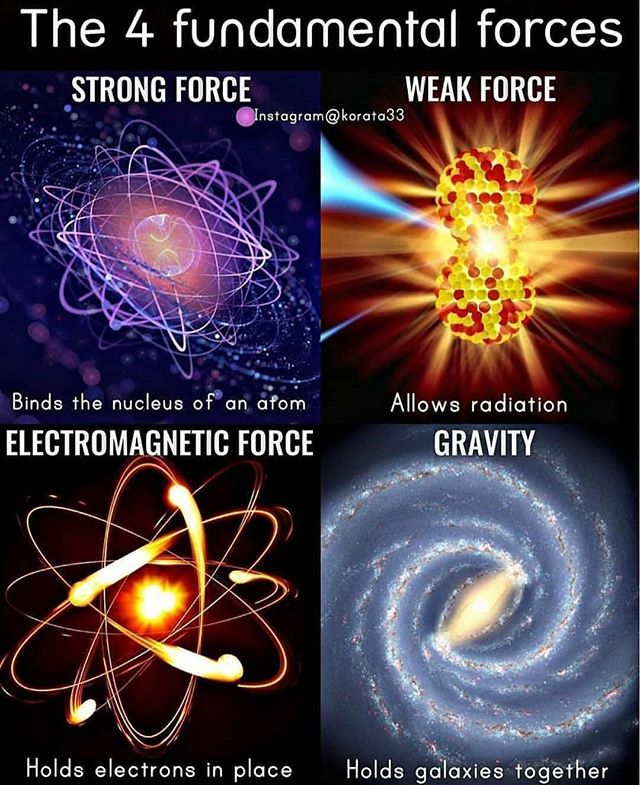 The 4 fundamental forces
STRONG FORCE
WEAK FORCE
Instagram@korata33
Binds the nucleus of an atom
Allows radiation
ELECTROMAGNETIC FORCE
GRAVITY
Holds electrons in place
Holds galaxies together